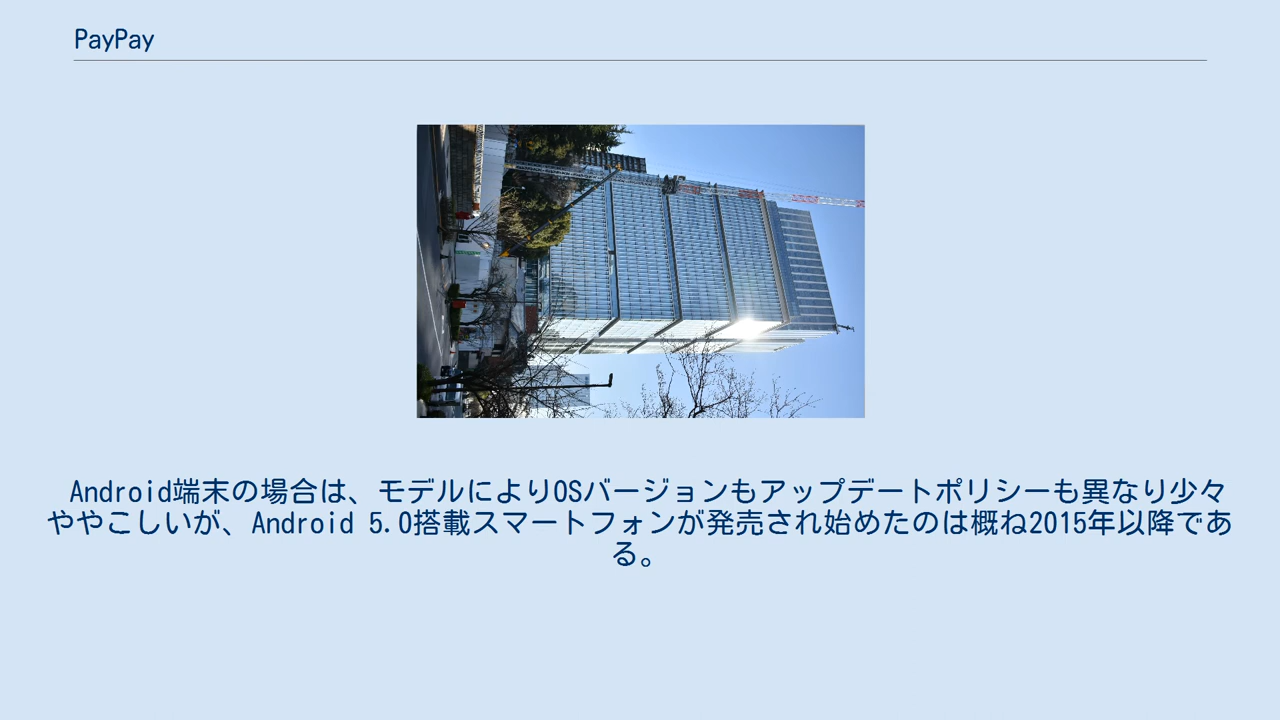 PayPay
Android端末の場合は、モデルによりOSバージョンもアップデートポリシーも異なり少々
ややこしいが、Android 5.0搭載スマートフォンが発売され始めたのは概ね2015年以降であ
る。